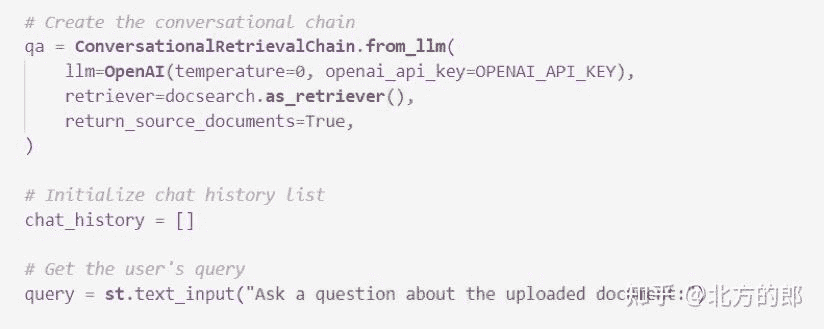 # Create the conversational chain
qa = ConversationalRetrievalChain.from_llm(
    llm=OpenAI(temperature=0, openai_api_key=OPENAI_API_KEY),
    retriever=docsearch.as_retriever(),
    return_source_documents=True,
)
# Initialize chat history list
chat_history = []
# Get the user's query
query = st.text_input("Ask a question about the uploaded document:")
知乎 @北方的郎